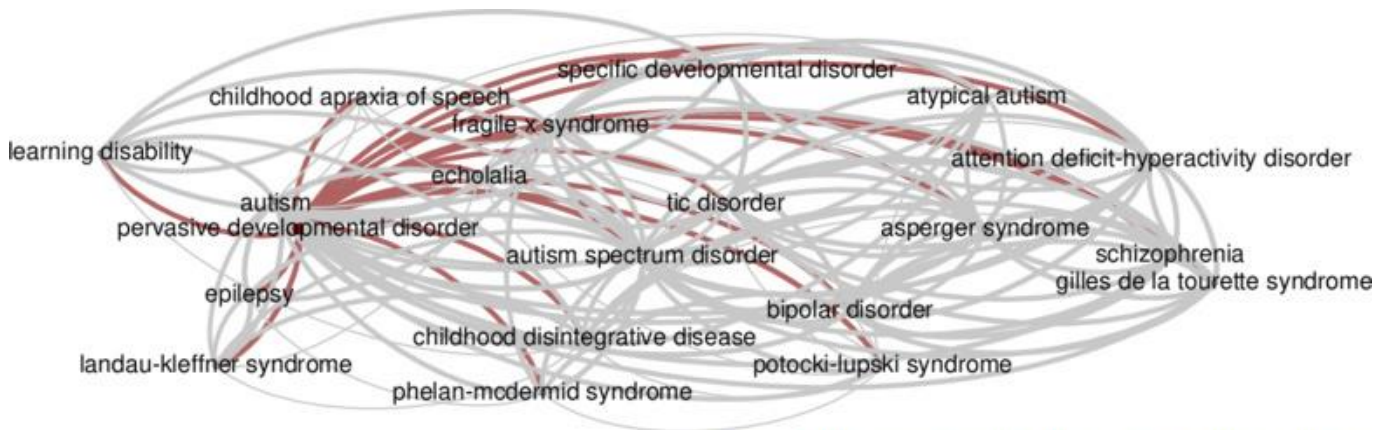 specific developmental disorder
childhood apraxia of speech
atypical autism
fragile x syndrome
learning disability
attention deficit-hyperactivity disorder
echolalia
autism
tic disorder
pervasive developmental disorder
asperger syndrome
autism spectrum disorder
schizophrenia
gilles de la tourette syndrome
epilepsy
bipolar disorder
childhood disintegrative disease
landau-kleffner syndrome
potocki-lupski syndrome
phelan-mcdermid syndrome